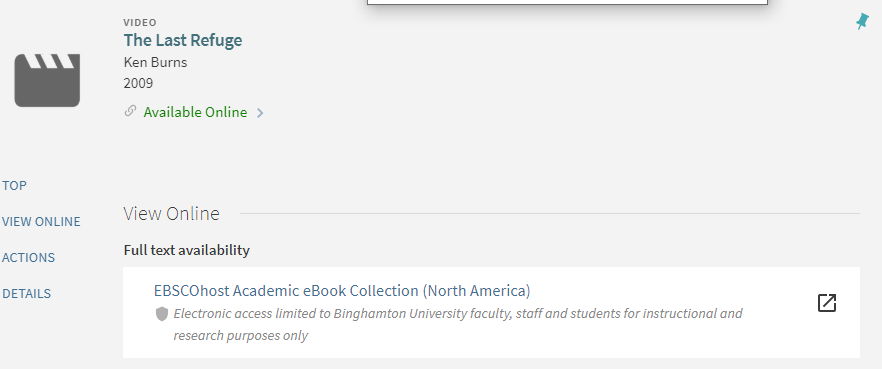 VIDEO
The Last Refuge
Ken Burns
2009
Available Online
TOP
VIEW ONLINE
ACTIONS
DETAILS
View Online
Full text availability
EBSCOhost Academic eBook Collection (North America)
Electronic access limited to Binghamton University faculty, staff and students for instructional and
research purposes only